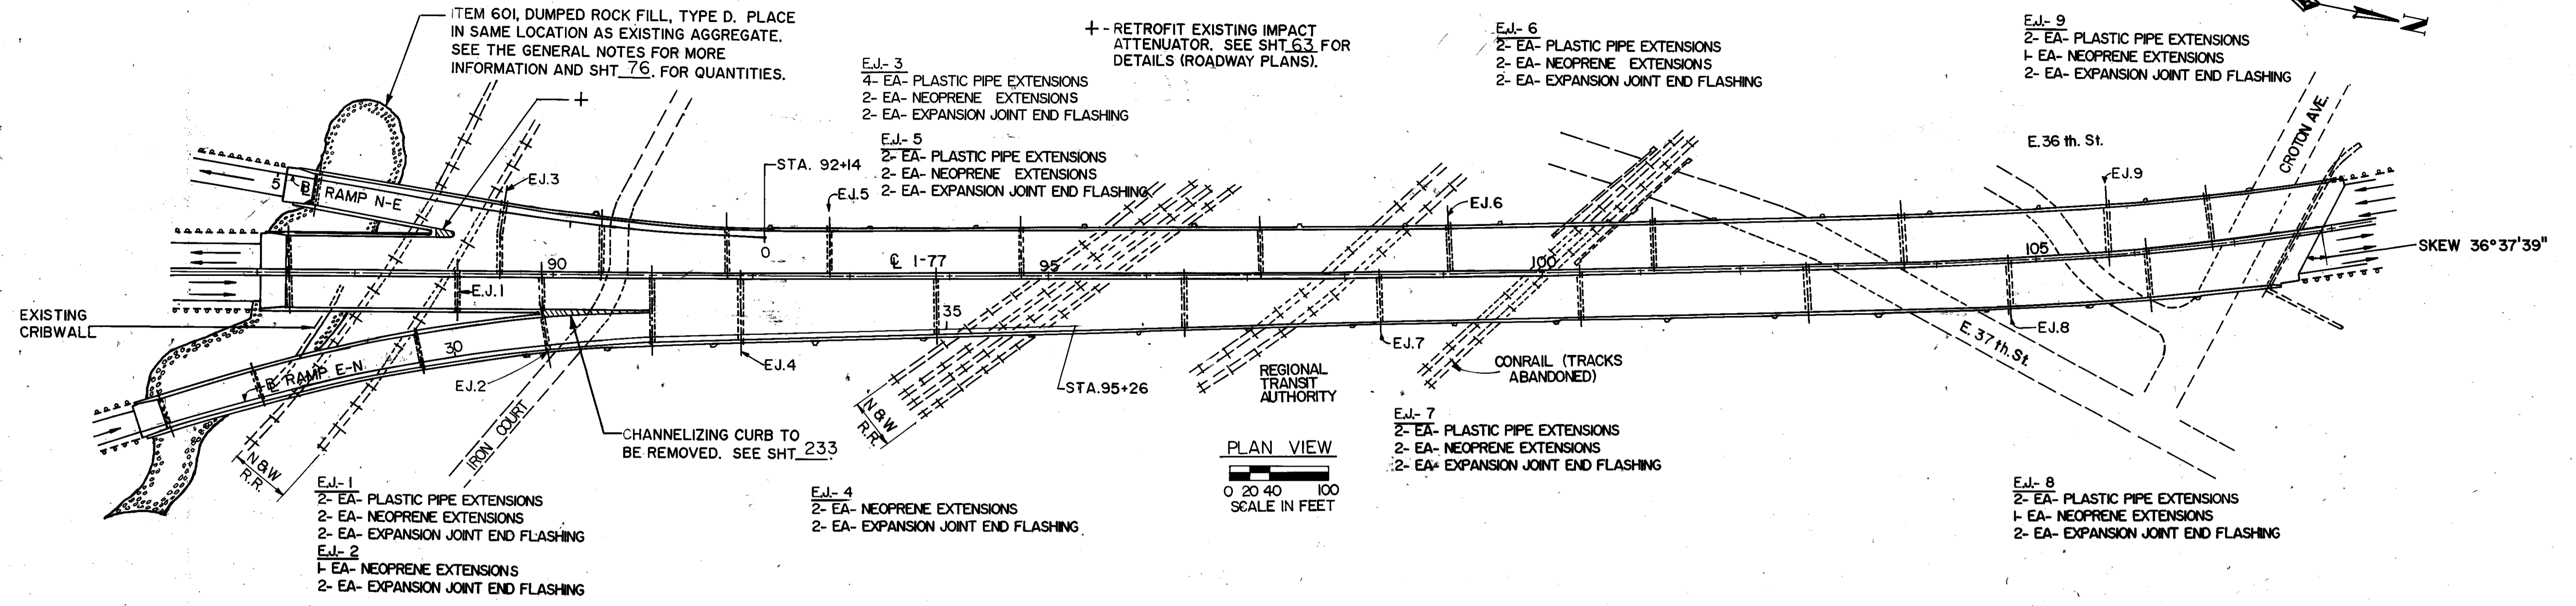 ITEM 601, DUMPED ROCK FILL, TYPE D. PLACE
IN SAME LOCATION AS EXISTING AGGREGATE.
SEE THE GENERAL NOTES FOR MORE
INFORMATION AND SHT 76. FOR QUANTITIES.
+ - RETROFIT EXISTING IMPACT
ATTENUATOR. SEE SHT 63 FOR
DETAILS (ROADWAY PLANS).
E.J.- 3
4- EA- PLASTIC PIPE EXTENSIONS
2- EA- NEOPRENE EXTENSIONS
2- EA- EXPANSION JOINT END FLASHING
E.J.- 5
2- EA- PLASTIC PIPE EXTENSIONS
2- EA- NEOPRENE EXTENSIONS
2- EA- EXPANSION JOINT END FLASHING
E.J.- 6
2- EA- PLASTIC PIPE EXTENSIONS
2- EA- NEOPRENE EXTENSIONS
2- EA- EXPANSION JOINT END FLASHING
E.J.- 9
2- EA- PLASTIC PIPE EXTENSIONS
1- EA- NEOPRENE EXTENSIONS
2- EA- EXPANSION JOINT END FLASHING
N
+
STA. 92+14
E.J.3
E.J.5
E.J.6
E.J.9
E. 36 th. St.
CROTON AVE.
5
B RAMP N-E
0
90
℄ I-77
95
100
105
SKEW 36°37'39"
E.J.1
EXISTING
CRIBWALL
30
35
B RAMP E-N
E.J.2
E.J.4
E.J.7
E.J.8
E. 37 th. St.
STA.95+26
REGIONAL
TRANSIT
AUTHORITY
CONRAIL (TRACKS
ABANDONED)
N & W
R.R.
IRON COURT
N & W
R.R.
CHANNELIZING CURB TO
BE REMOVED. SEE SHT 233
PLAN VIEW
0 20 40 100
SCALE IN FEET
E.J.- 7
2- EA- PLASTIC PIPE EXTENSIONS
2- EA- NEOPRENE EXTENSIONS
2- EA- EXPANSION JOINT END FLASHING
E.J.- 1
2- EA- PLASTIC PIPE EXTENSIONS
2- EA- NEOPRENE EXTENSIONS
2- EA- EXPANSION JOINT END FLASHING
E.J.- 2
1- EA- NEOPRENE EXTENSIONS
2- EA- EXPANSION JOINT END FLASHING
E.J.- 4
2- EA- NEOPRENE EXTENSIONS
2- EA- EXPANSION JOINT END FLASHING
E.J.- 8
2- EA- PLASTIC PIPE EXTENSIONS
1- EA- NEOPRENE EXTENSIONS
2- EA- EXPANSION JOINT END FLASHING